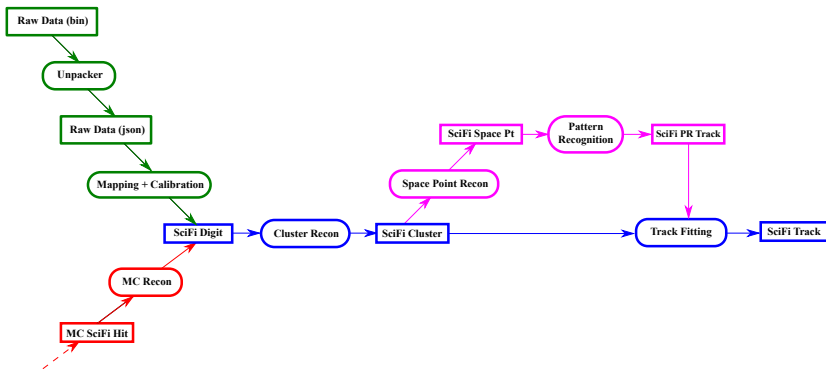 Raw Data (bin)
Unpacker
Raw Data (json)
SciFi Space Pt
Pattern
Recognition
SciFi PR Track
Mapping + Calibration
Space Point Recon
SciFi Digit
Cluster Recon
SciFi Cluster
Track Fitting
SciFi Track
MC Recon
MC SciFi Hit